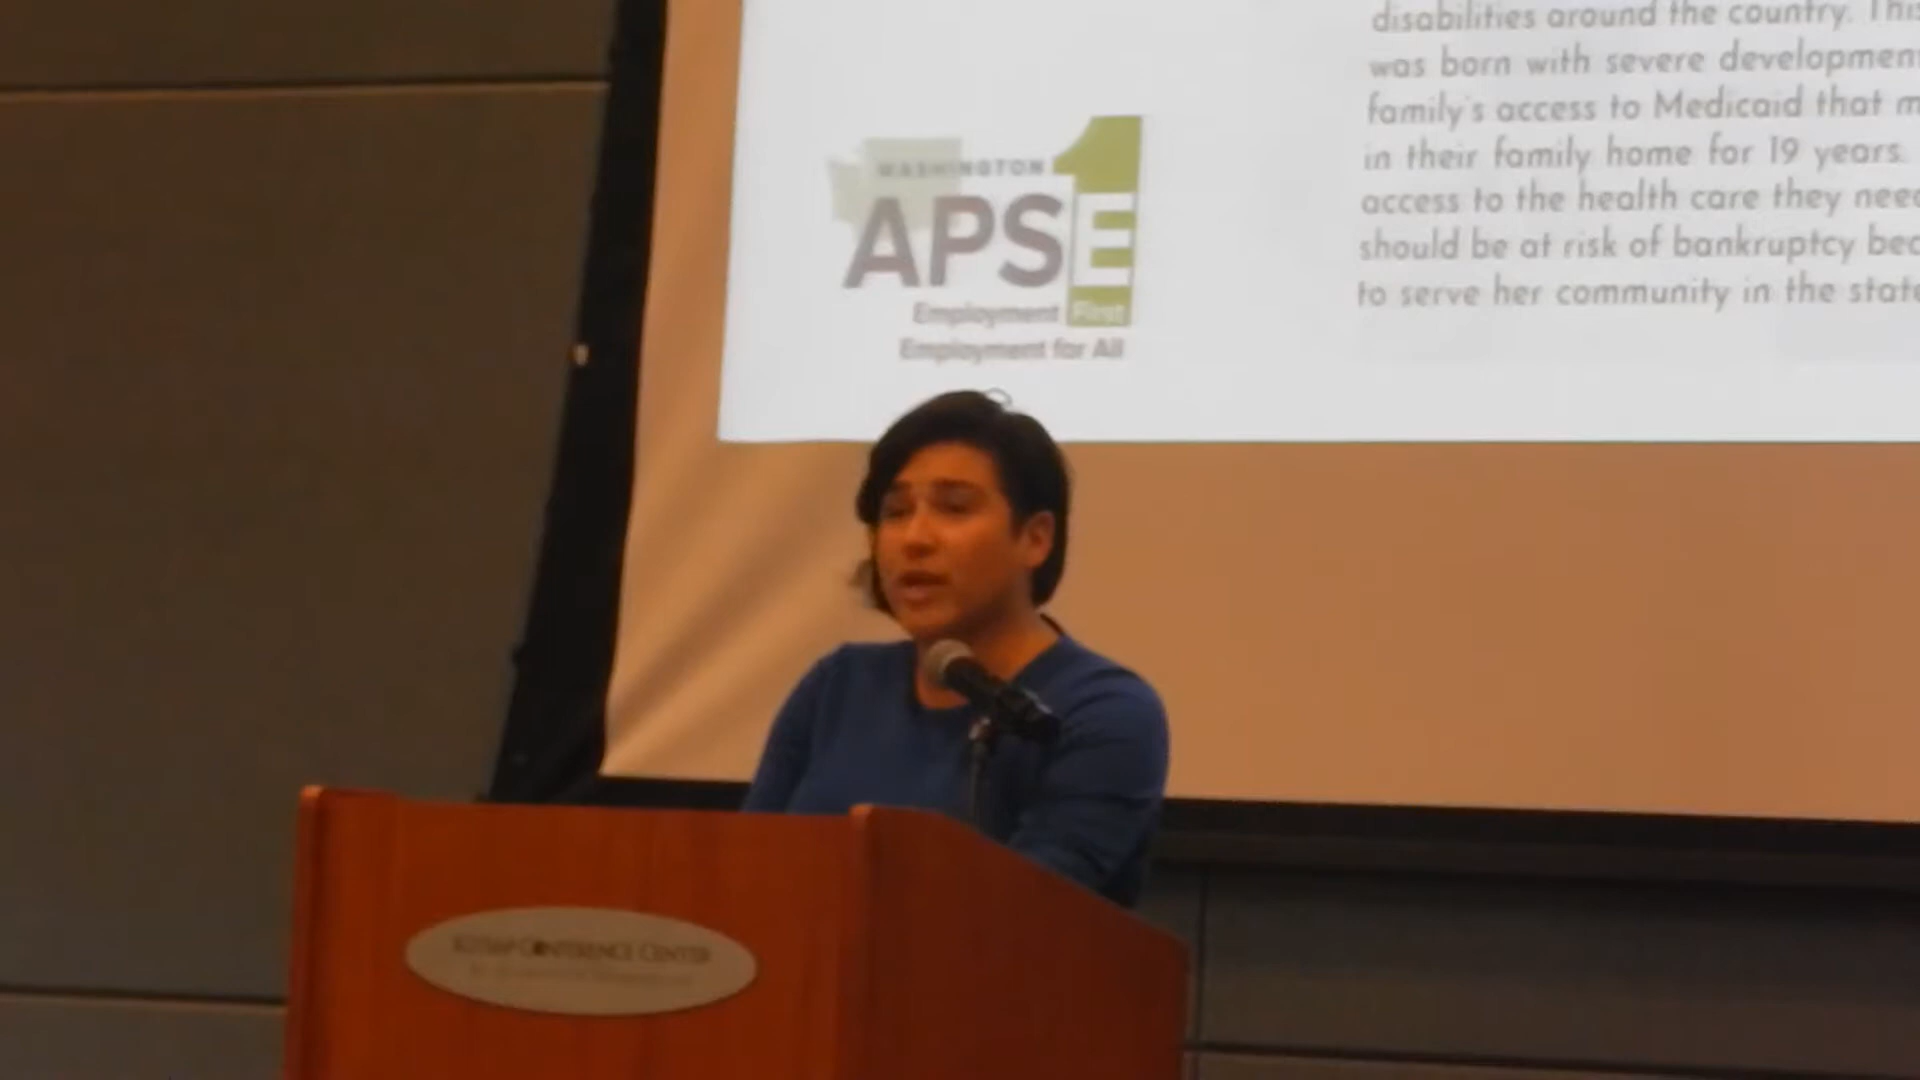 disabilities around the country. This
was born with severe development
family's access to Medicaid that m
in their family home for 19 years.
access to the health care they need
should be at risk of bankruptcy bec
to serve her community in the state
WASHINGTON
APSE
1
Employment First
Employment for All
CONFERENCE CENTER